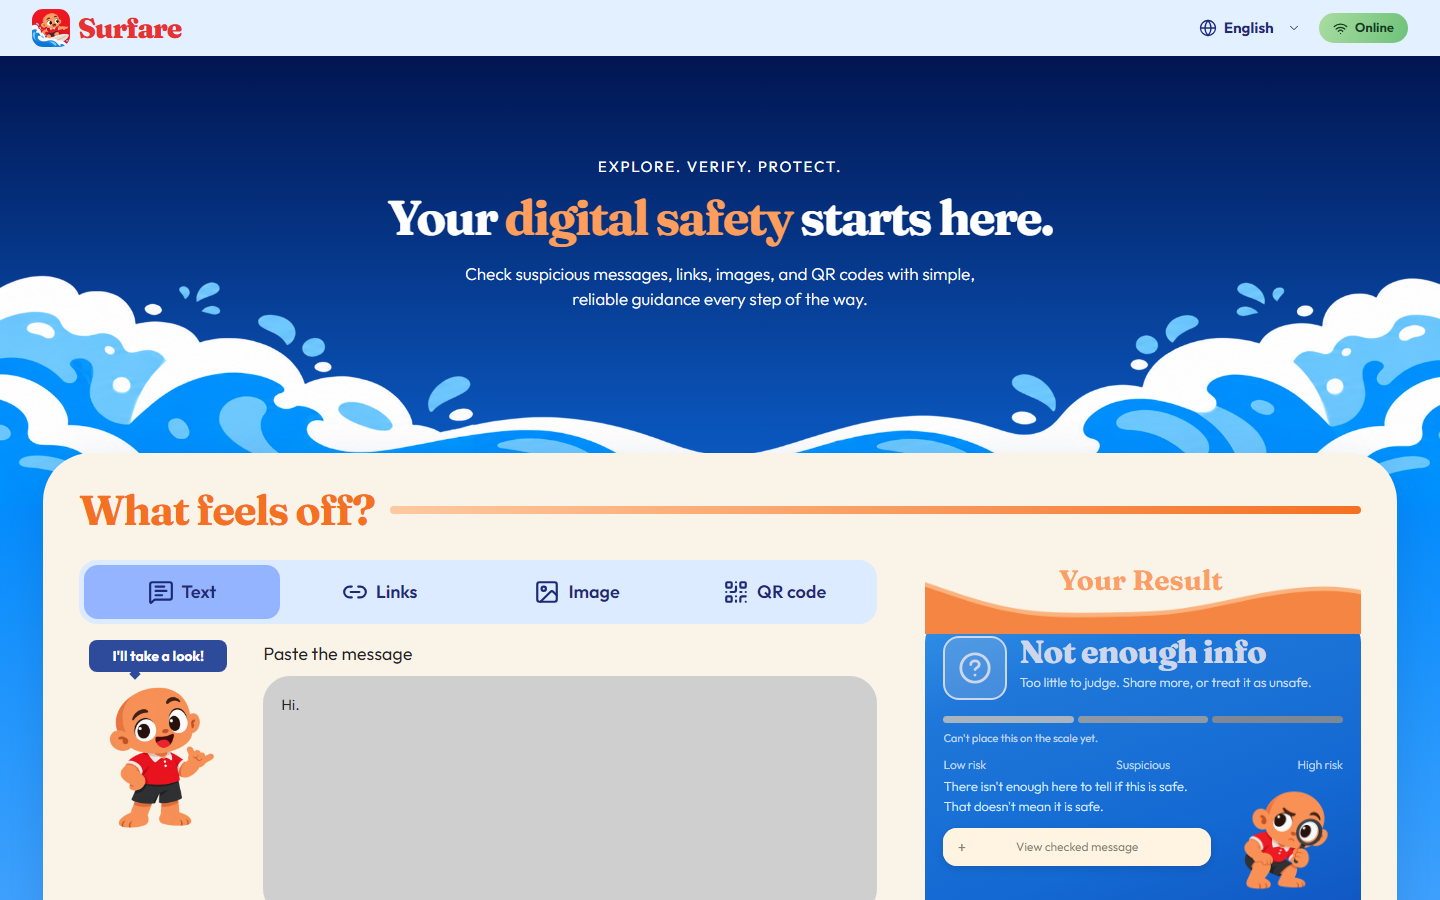 Surfare
English
Online
EXPLORE. VERIFY. PROTECT.
Your digital safety starts here.
Check suspicious messages, links, images, and QR codes with simple,
reliable guidance every step of the way.
What feels off?
Text
Links
Image
QR code
I'll take a look!
Paste the message
Hi.
Your Result
Not enough info
Too little to judge. Share more, or treat it as unsafe.
Can't place this on the scale yet.
Low risk
Suspicious
High risk
There isn't enough here to tell if this is safe.
That doesn't mean it is safe.
+ View checked message